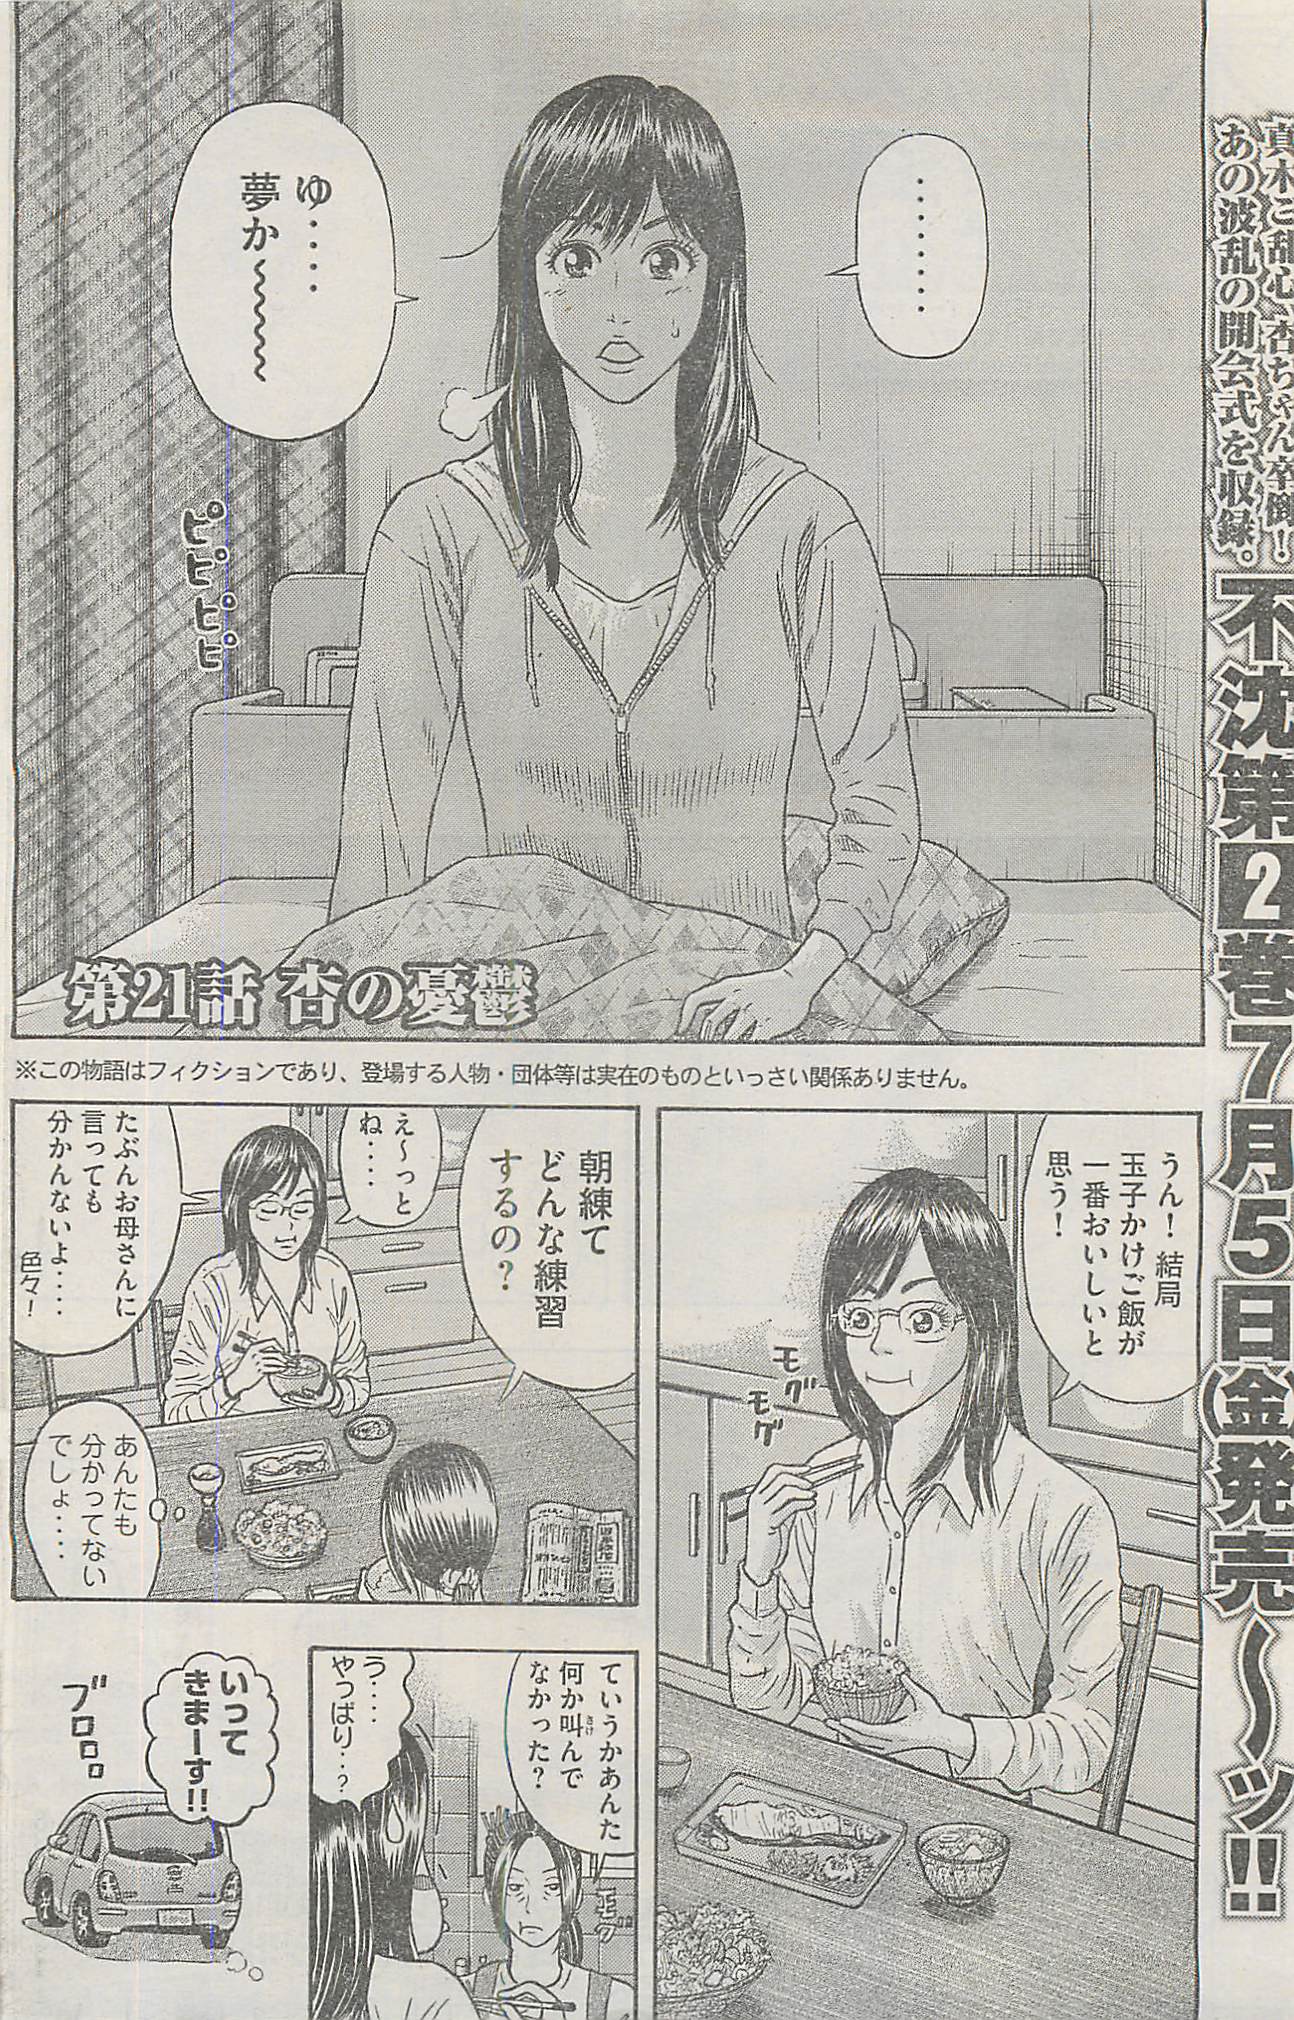 真木ご乱心、杏ちゃん卒倒！
あの波乱の開会式を収録。
不沈第2巻7月5日(金)発売〜〜ッ!!
‥‥‥‥
ゆ‥‥
夢か〜〜〜〜
ピピピピ
第21話 杏の憂鬱
※この物語はフィクションであり、登場する人物・団体等は実在のものといっさい関係ありません。
うん！結局
玉子かけご飯が
一番おいしいと
思う！
モグ
モグ
朝練て
どんな練習
するの？
え〜っと
ね‥‥
たぶんお母さんに
言っても
分かんないよ‥‥
色々！
あんたも
分かってない
でしょ‥‥
ていうかあんた
何か叫んで
なかった？
さけ
モグ
う‥‥
やっぱり‥？
いって
きまーす!!
ブロロロ